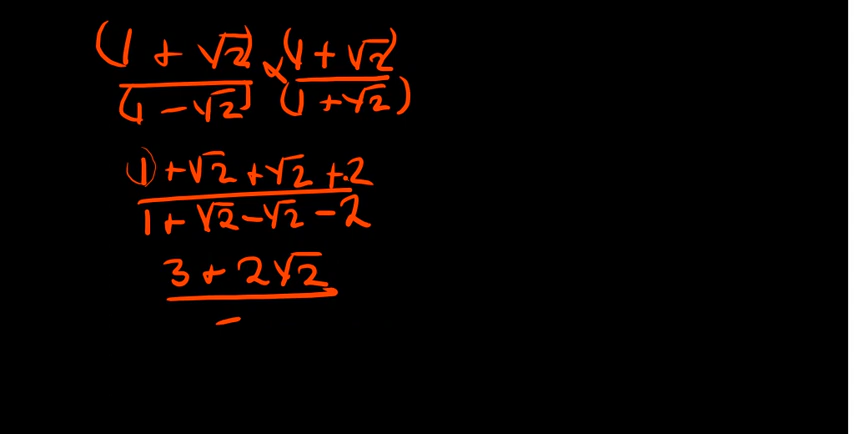 (1 + √2) × (1 + √2)
(1 - √2) (1 + √2)
1 + √2 + √2 + 2
1 + √2 - √2 - 2
3 + 2√2
-